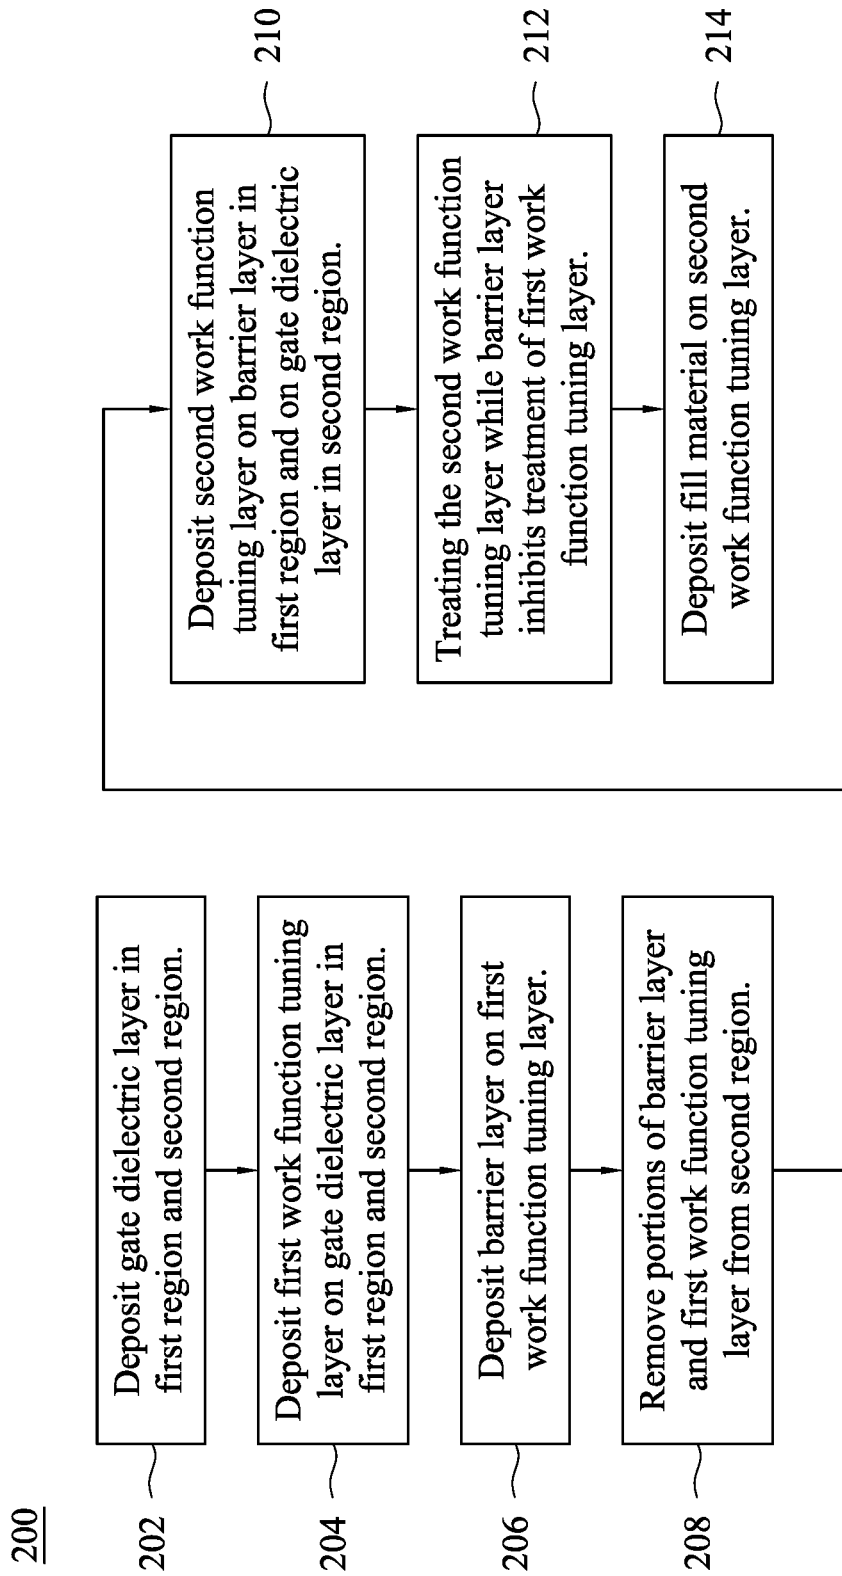 200
202
Deposit gate dielectric layer in
first region and second region.
204
Deposit first work function tuning
layer on gate dielectric layer in
first region and second region.
206
Deposit barrier layer on first
work function tuning layer.
208
Remove portions of barrier layer
and first work function tuning
layer from second region.
Deposit second work function
tuning layer on barrier layer in
first region and on gate dielectric
layer in second region.
210
Treating the second work function
tuning layer while barrier layer
inhibits treatment of first work
function tuning layer.
212
Deposit fill material on second
work function tuning layer.
214